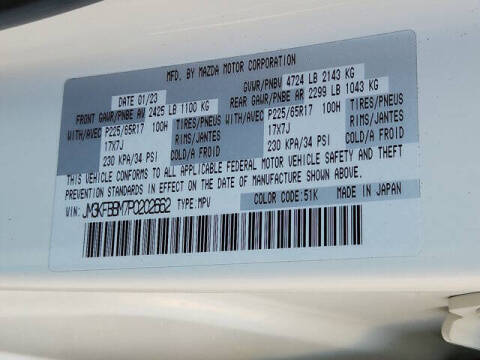 MFD. BY MAZDA MOTOR CORPORATION
DATE 01/23 GVWR/PNBV 4724 LB 2143 KG
FRONT GAWR/PNBE AV 2425 LB 1100 KG REAR GAWR/PNBE AR 2299 LB 1043 KG
WITH/AVEC P225/65R17 100H TIRES/PNEUS WITH/AVEC P225/65R17 100H TIRES/PNEUS
17X7J RIMS/JANTES 17X7J RIMS/JANTES
230 KPA/34 PSI COLD/A FROID 230 KPA/34 PSI COLD/A FROID
THIS VEHICLE CONFORMS TO ALL APPLICABLE FEDERAL MOTOR VEHICLE SAFETY AND THEFT
PREVENTION STANDARDS IN EFFECT ON THE DATE OF MANUFACTURE SHOWN ABOVE.
VIN: JM3KFBBM7P0202662 TYPE: MPV COLOR CODE: 51K MADE IN JAPAN